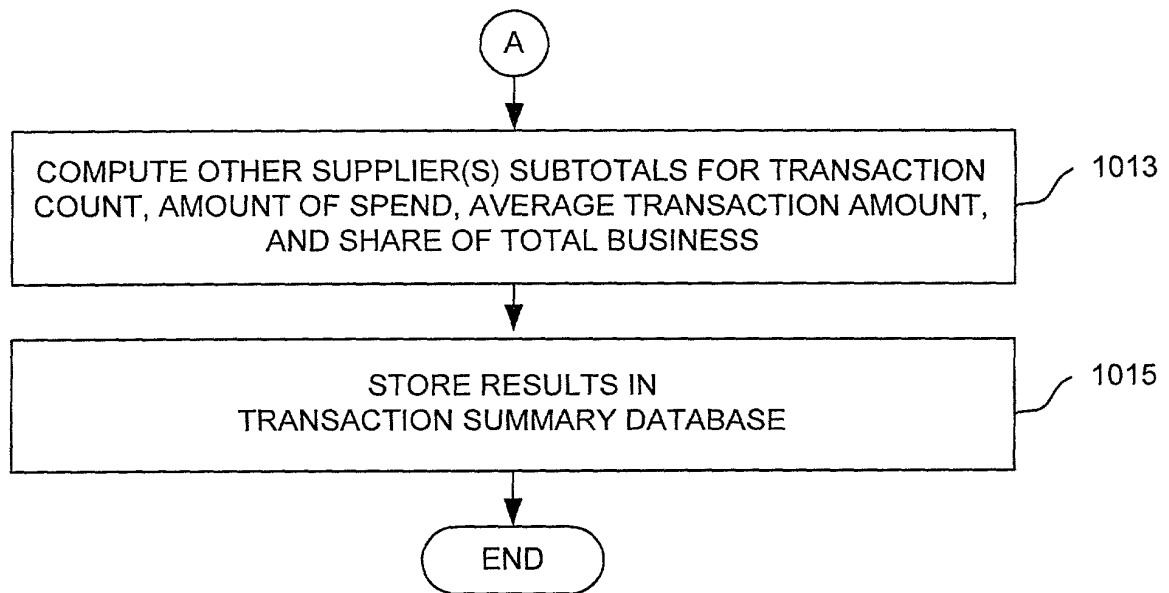 A
COMPUTE OTHER SUPPLIER(S) SUBTOTALS FOR TRANSACTION
COUNT, AMOUNT OF SPEND, AVERAGE TRANSACTION AMOUNT,
AND SHARE OF TOTAL BUSINESS
1013
STORE RESULTS IN
TRANSACTION SUMMARY DATABASE
1015
END